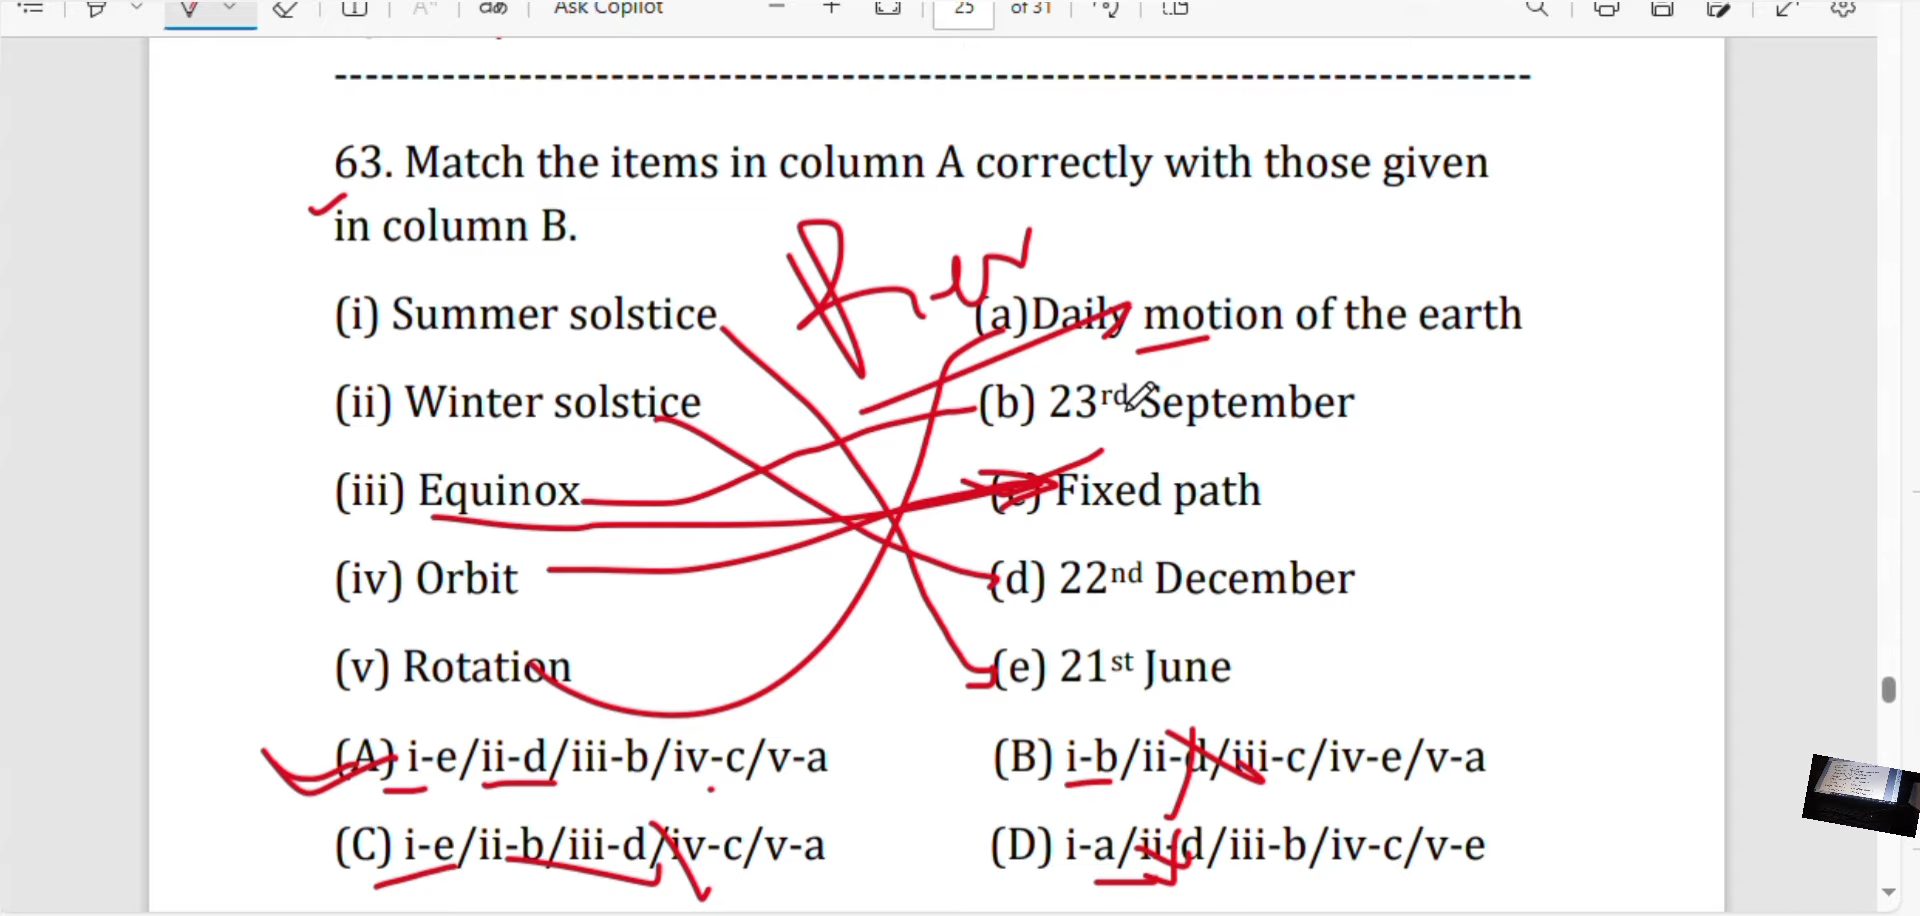 Ask Copilot
25 of 31
63. Match the items in column A correctly with those given
in column B.
(i) Summer solstice (a)Daily motion of the earth
(ii) Winter solstice (b) 23rd September
(iii) Equinox (c) Fixed path
(iv) Orbit (d) 22nd December
(v) Rotation (e) 21st June
(A) i-e/ii-d/iii-b/iv-c/v-a (B) i-b/ii-d/iii-c/iv-e/v-a
(C) i-e/ii-b/iii-d/iv-c/v-a (D) i-a/ii-d/iii-b/iv-c/v-e